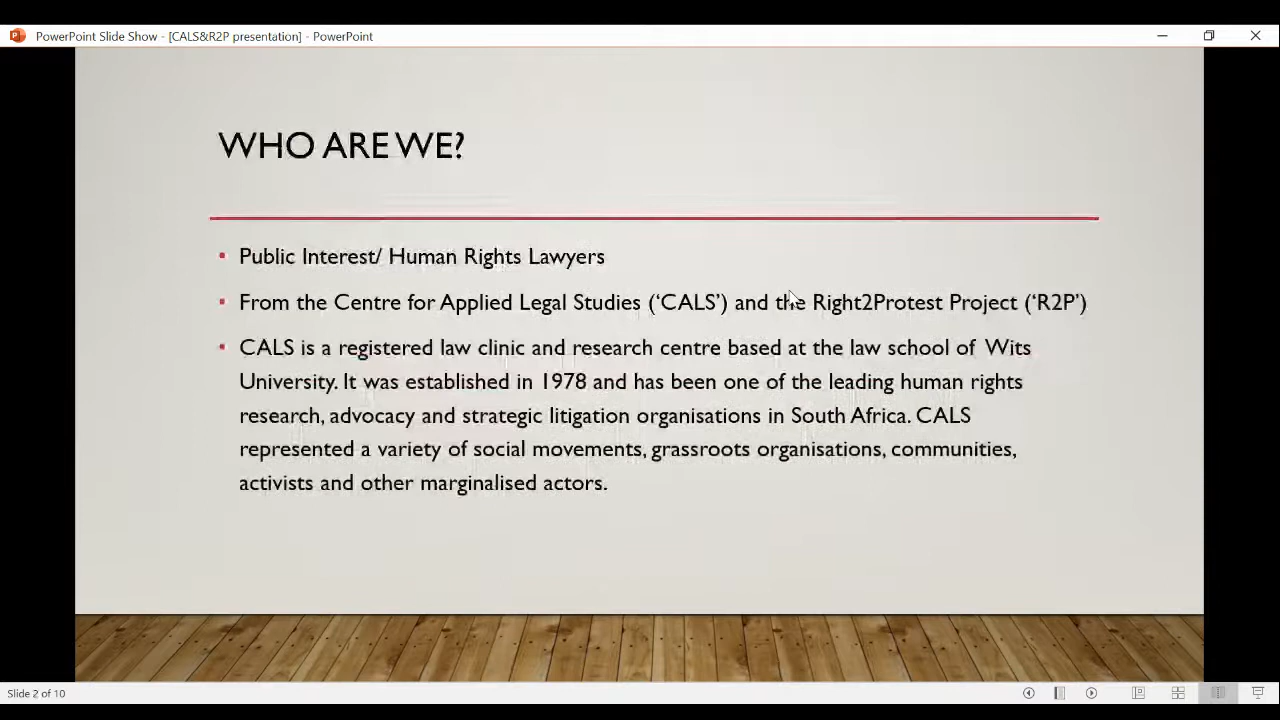 PowerPoint Slide Show - [CALS&R2P presentation] - PowerPoint
WHO ARE WE?
• Public Interest/ Human Rights Lawyers
• From the Centre for Applied Legal Studies (‘CALS’) and the Right2Protest Project (‘R2P’)
• CALS is a registered law clinic and research centre based at the law school of Wits
University. It was established in 1978 and has been one of the leading human rights
research, advocacy and strategic litigation organisations in South Africa. CALS
represented a variety of social movements, grassroots organisations, communities,
activists and other marginalised actors.
Slide 2 of 10